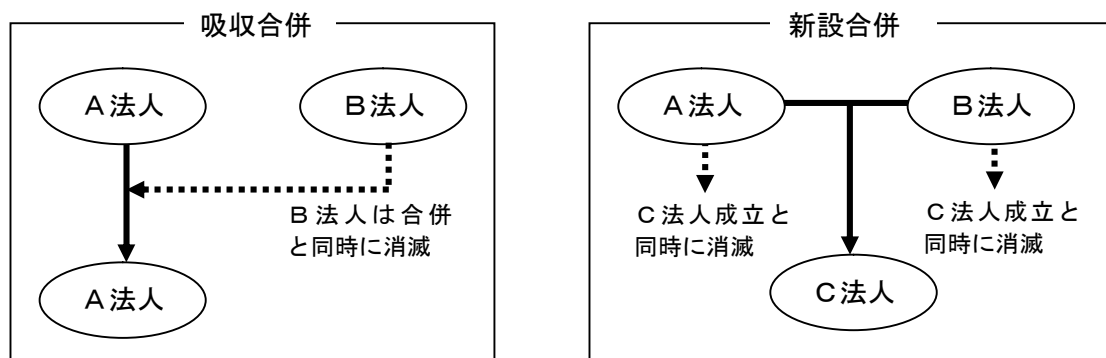 吸収合併
A法人
B法人
B法人は合併
と同時に消滅
A法人
新設合併
A法人
B法人
C法人成立と
同時に消滅
C法人成立と
同時に消滅
C法人